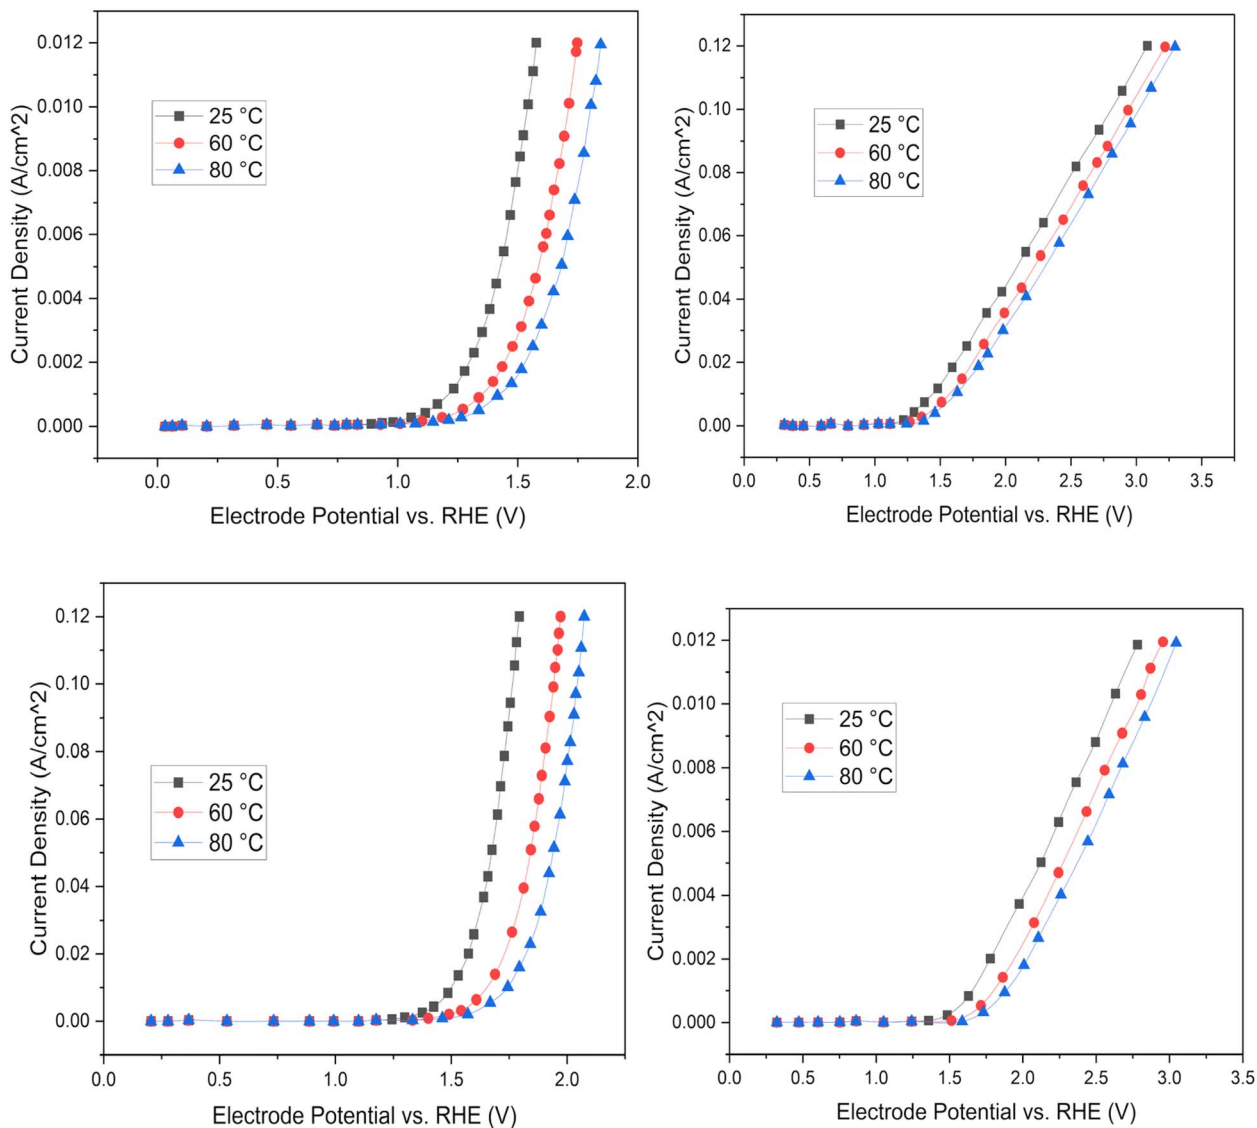 0.012
0.010
0.008
0.006
0.004
0.002
0.000
Current Density (A/cm^2)
25 °C
60 °C
80 °C
0.0 0.5 1.0 1.5 2.0
Electrode Potential vs. RHE (V)
0.12
0.10
0.08
0.06
0.04
0.02
0.00
Current Density (A/cm^2)
25 °C
60 °C
80 °C
0.0 0.5 1.0 1.5 2.0 2.5 3.0 3.5
Electrode Potential vs. RHE (V)
0.12
0.10
0.08
0.06
0.04
0.02
0.00
Current Density (A/cm^2)
25 °C
60 °C
80 °C
0.0 0.5 1.0 1.5 2.0
Electrode Potential vs. RHE (V)
0.012
0.010
0.008
0.006
0.004
0.002
0.000
Current Density (A/cm^2)
25 °C
60 °C
80 °C
0.0 0.5 1.0 1.5 2.0 2.5 3.0 3.5
Electrode Potential vs. RHE (V)